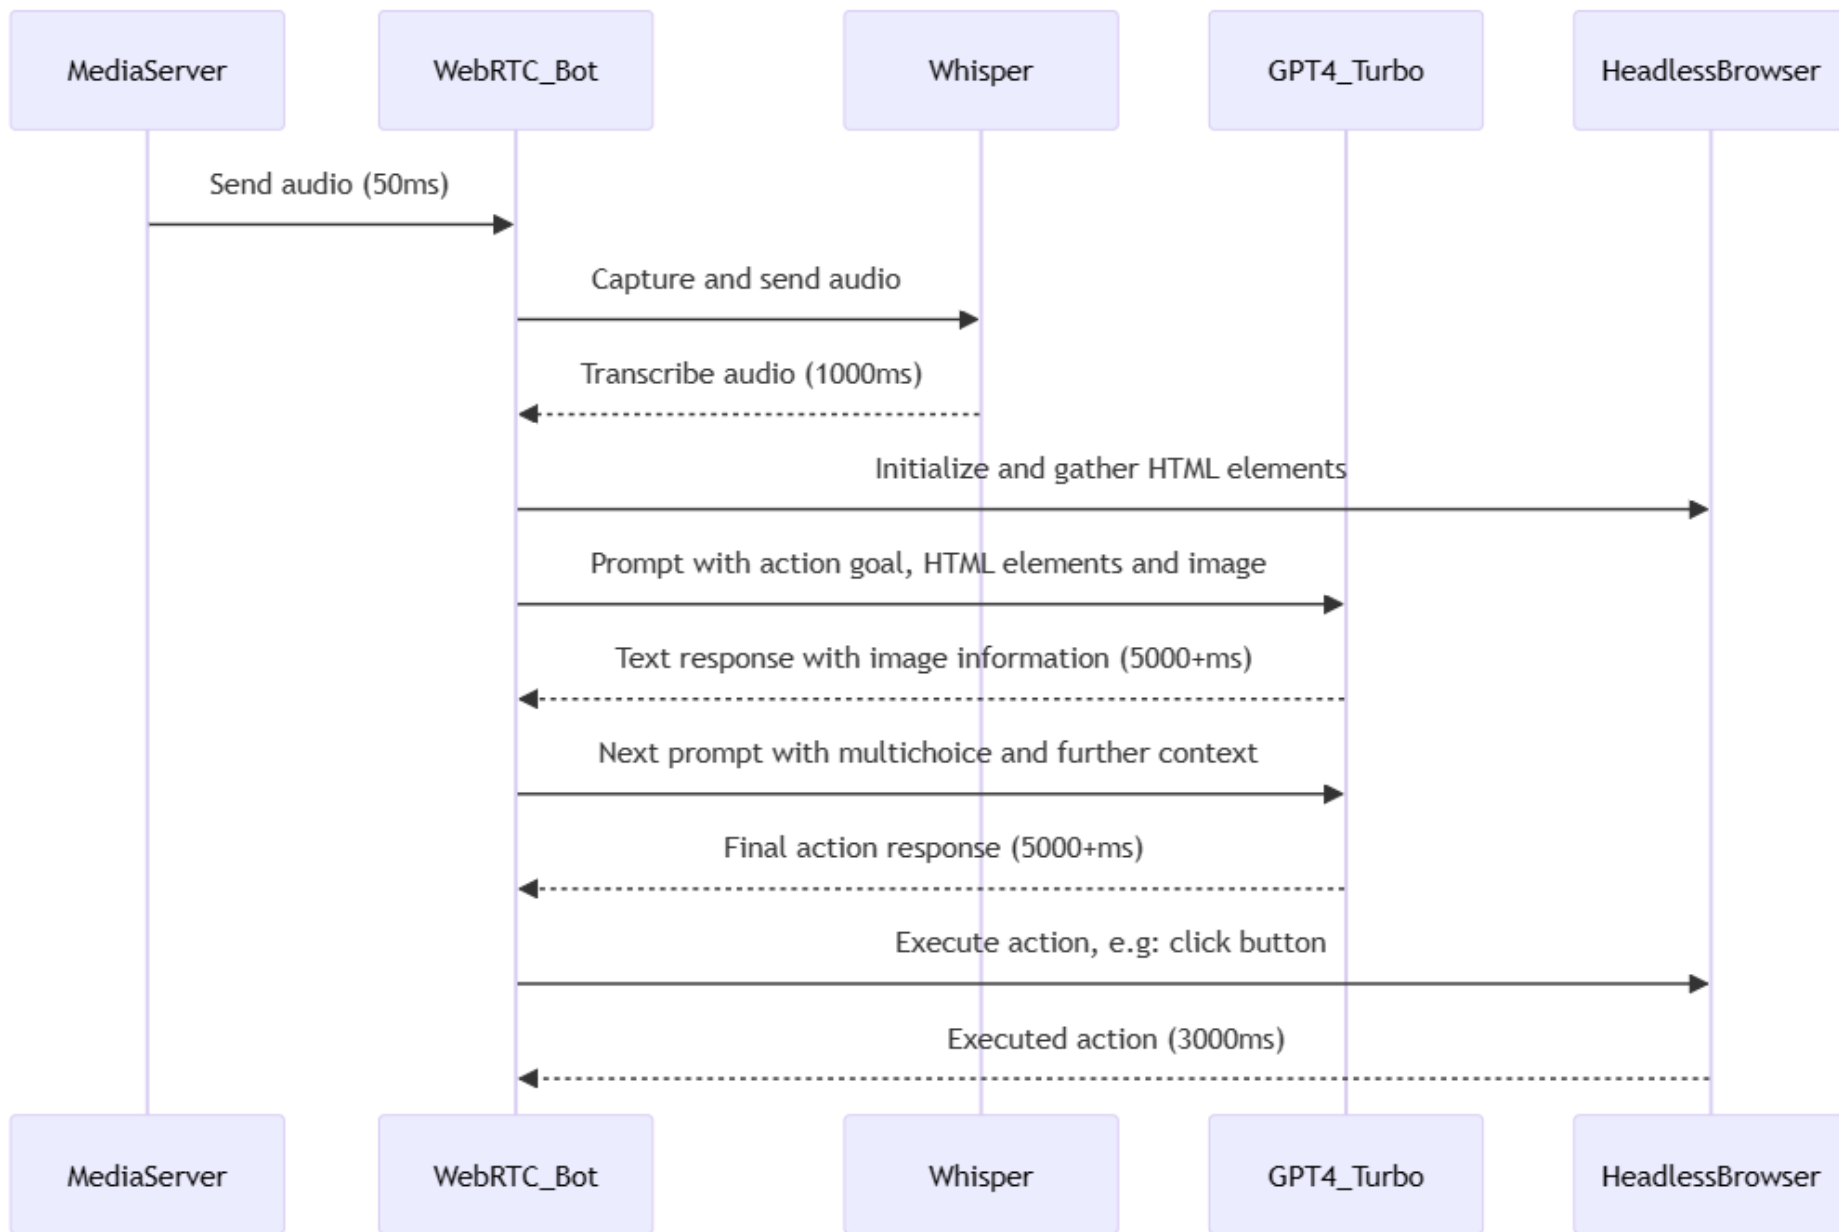 MediaServer
WebRTC_Bot
Whisper
GPT4_Turbo
HeadlessBrowser
Send audio (50ms)
Capture and send audio
Transcribe audio (1000ms)
Initialize and gather HTML elements
Prompt with action goal, HTML elements and image
Text response with image information (5000+ms)
Next prompt with multichoice and further context
Final action response (5000+ms)
Execute action, e.g: click button
Executed action (3000ms)
MediaServer
WebRTC_Bot
Whisper
GPT4_Turbo
HeadlessBrowser